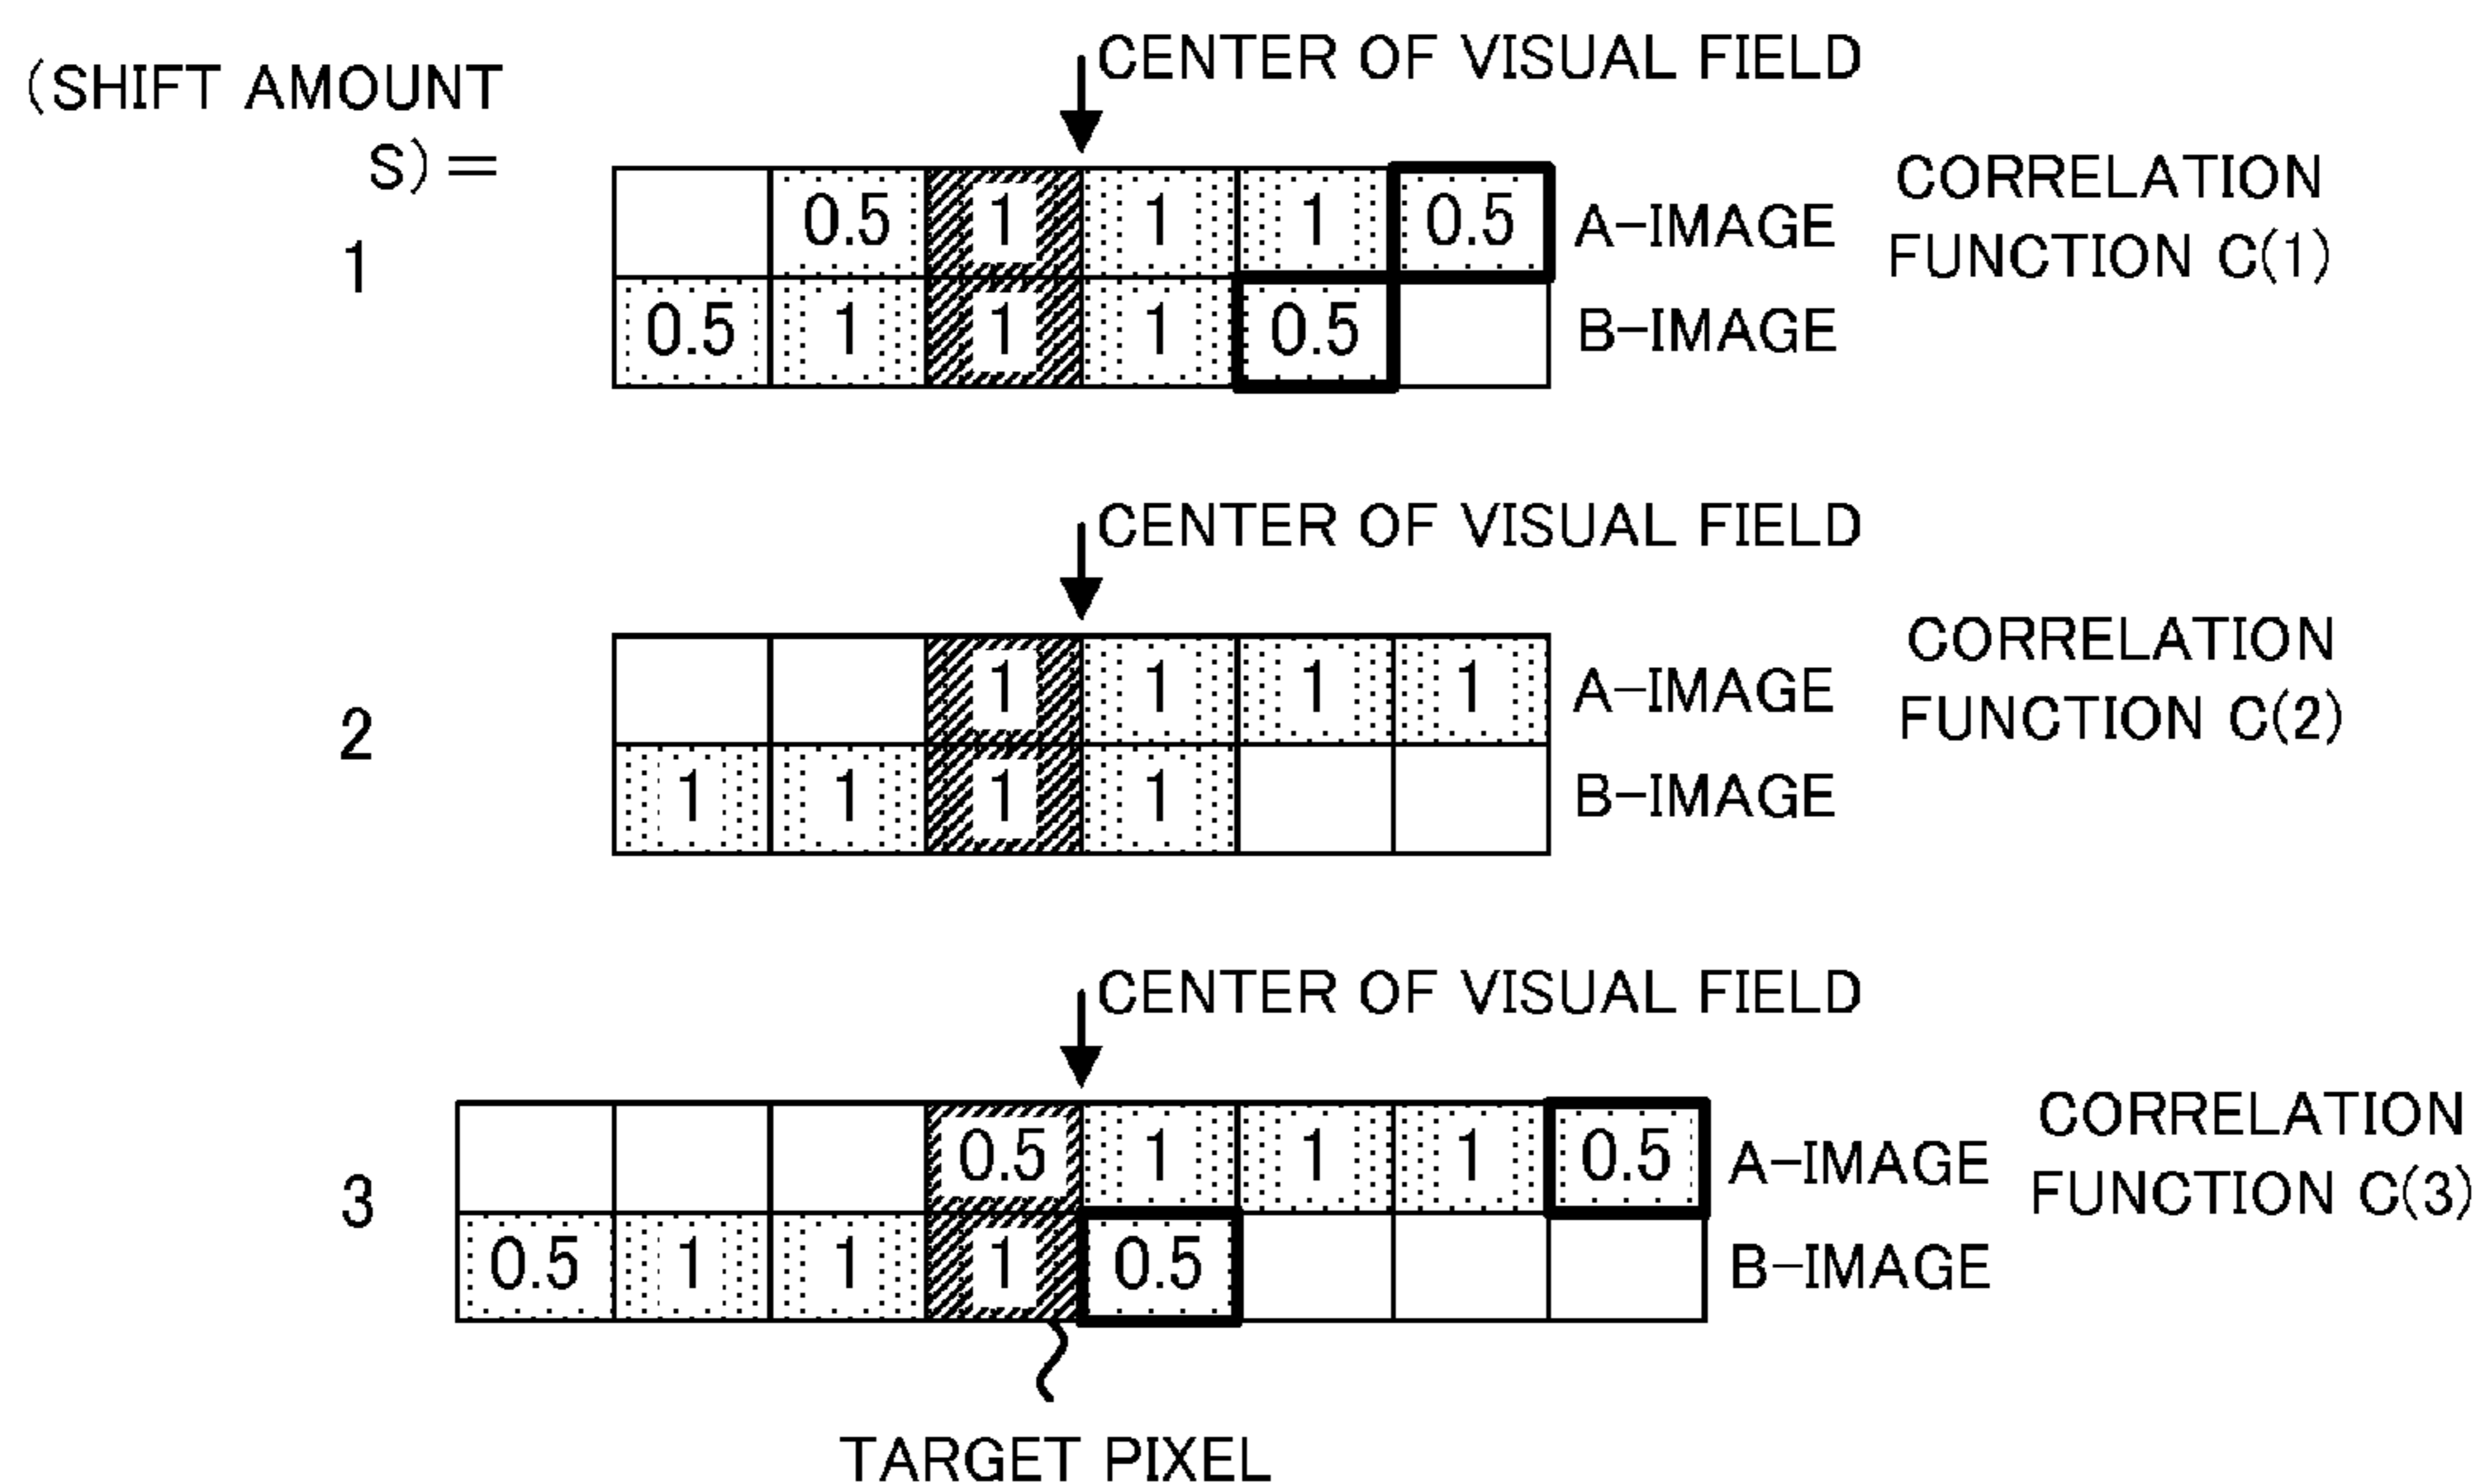 (SHIFT AMOUNT
S)=
CENTER OF VISUAL FIELD
1
0.5 1 1 1 0.5 A-IMAGE
0.5 1 1 1 0.5 B-IMAGE
CORRELATION
FUNCTION C(1)
CENTER OF VISUAL FIELD
2
1 1 1 1 A-IMAGE
1 1 1 1 B-IMAGE
CORRELATION
FUNCTION C(2)
CENTER OF VISUAL FIELD
3
0.5 1 1 1 0.5 A-IMAGE
0.5 1 1 1 0.5 B-IMAGE
CORRELATION
FUNCTION C(3)
TARGET PIXEL